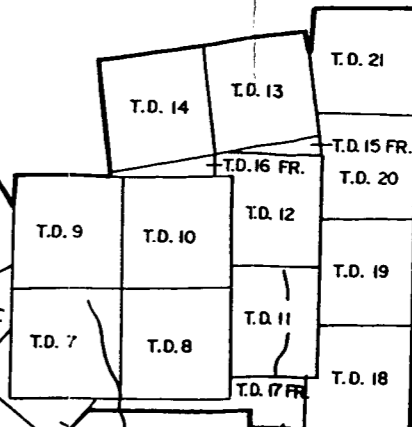 T.D. 21
T.D. 13
T.D. 14
T.D. 15 FR.
T.D. 16 FR.
T.D. 20
T.D. 12
T.D. 9
T.D. 10
T.D. 19
T.D. 11
T.D. 7
T.D. 8
T.D. 18
T.D. 17 FR.